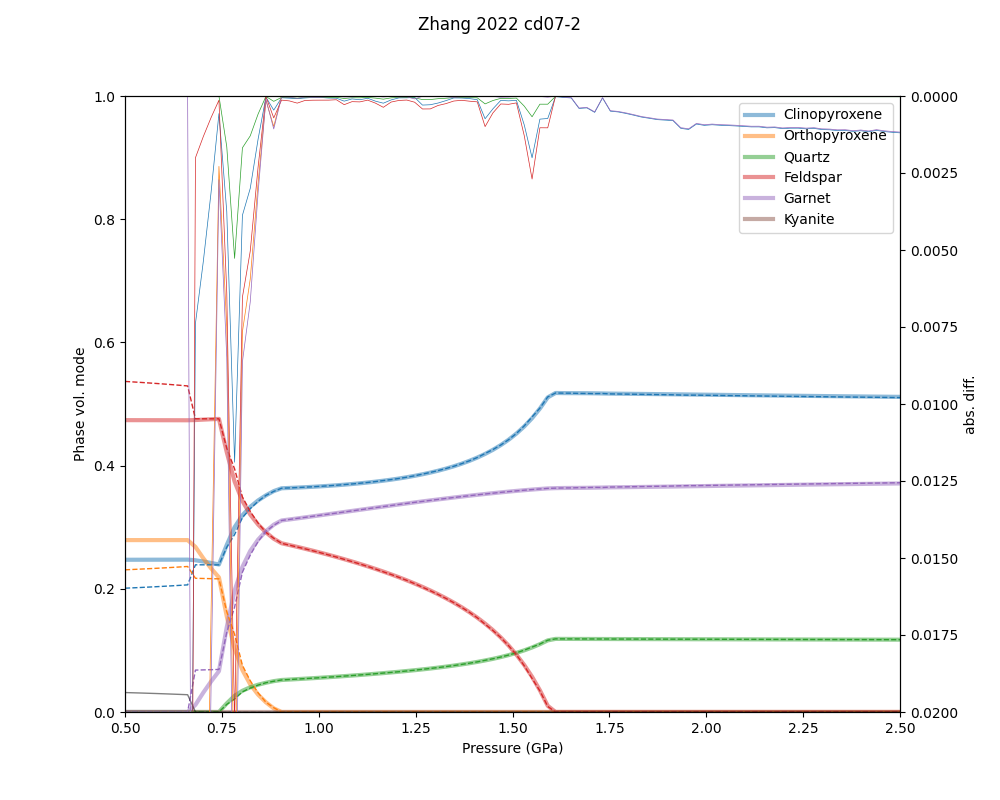 Zhang 2022 cd07-2
1.0
0.8
0.6
0.4
0.2
0.0
Phase vol. mode
Clinopyroxene
Orthopyroxene
Quartz
Feldspar
Garnet
Kyanite
0.0000
0.0025
0.0050
0.0075
0.0100
0.0125
0.0150
0.0175
0.0200
abs. diff.
0.50 0.75 1.00 1.25 1.50 1.75 2.00 2.25 2.50
Pressure (GPa)